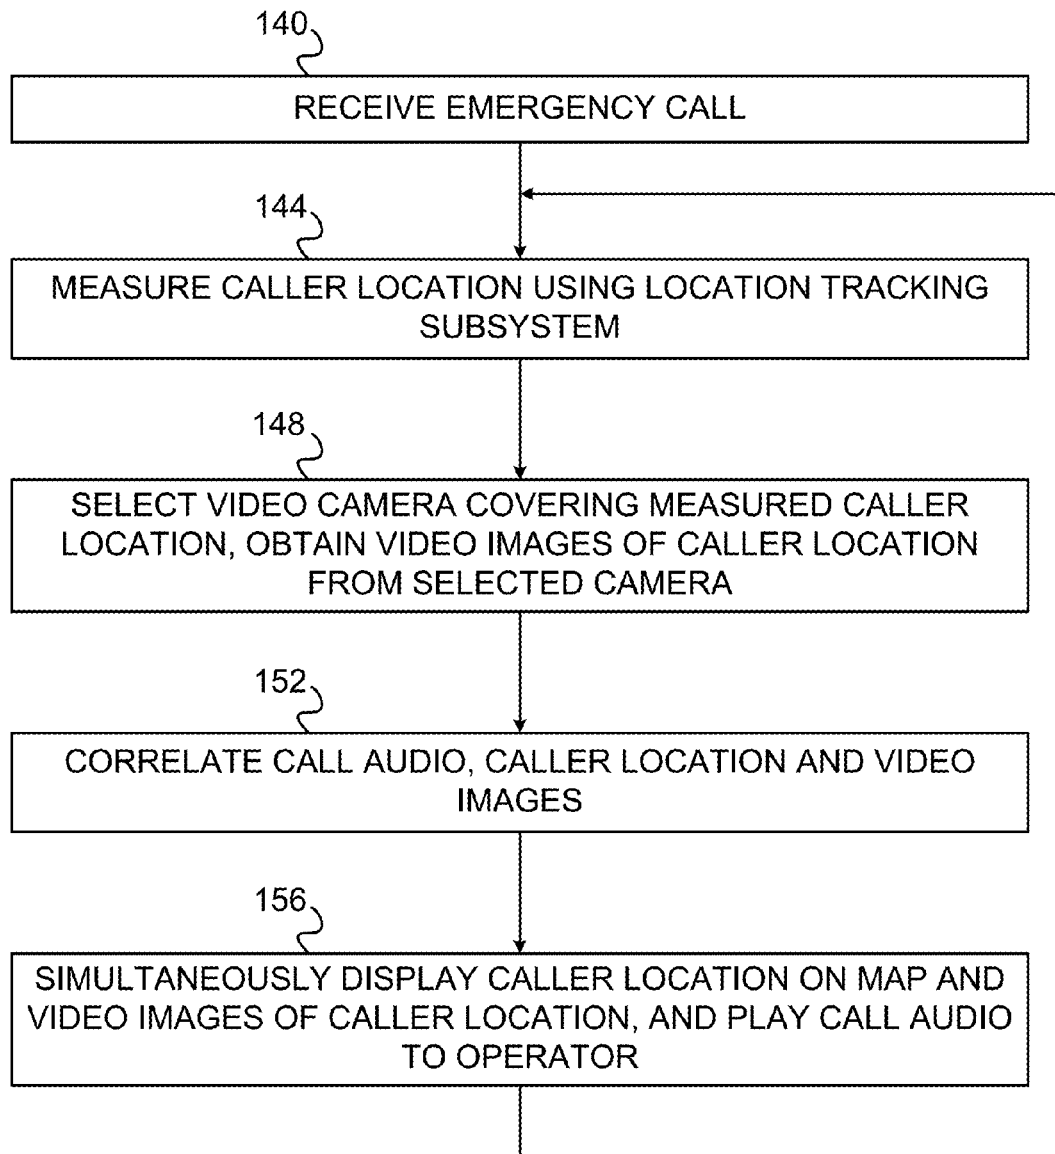 140
RECEIVE EMERGENCY CALL
144
MEASURE CALLER LOCATION USING LOCATION TRACKING
SUBSYSTEM
148
SELECT VIDEO CAMERA COVERING MEASURED CALLER
LOCATION, OBTAIN VIDEO IMAGES OF CALLER LOCATION
FROM SELECTED CAMERA
152
CORRELATE CALL AUDIO, CALLER LOCATION AND VIDEO
IMAGES
156
SIMULTANEOUSLY DISPLAY CALLER LOCATION ON MAP AND
VIDEO IMAGES OF CALLER LOCATION, AND PLAY CALL AUDIO
TO OPERATOR